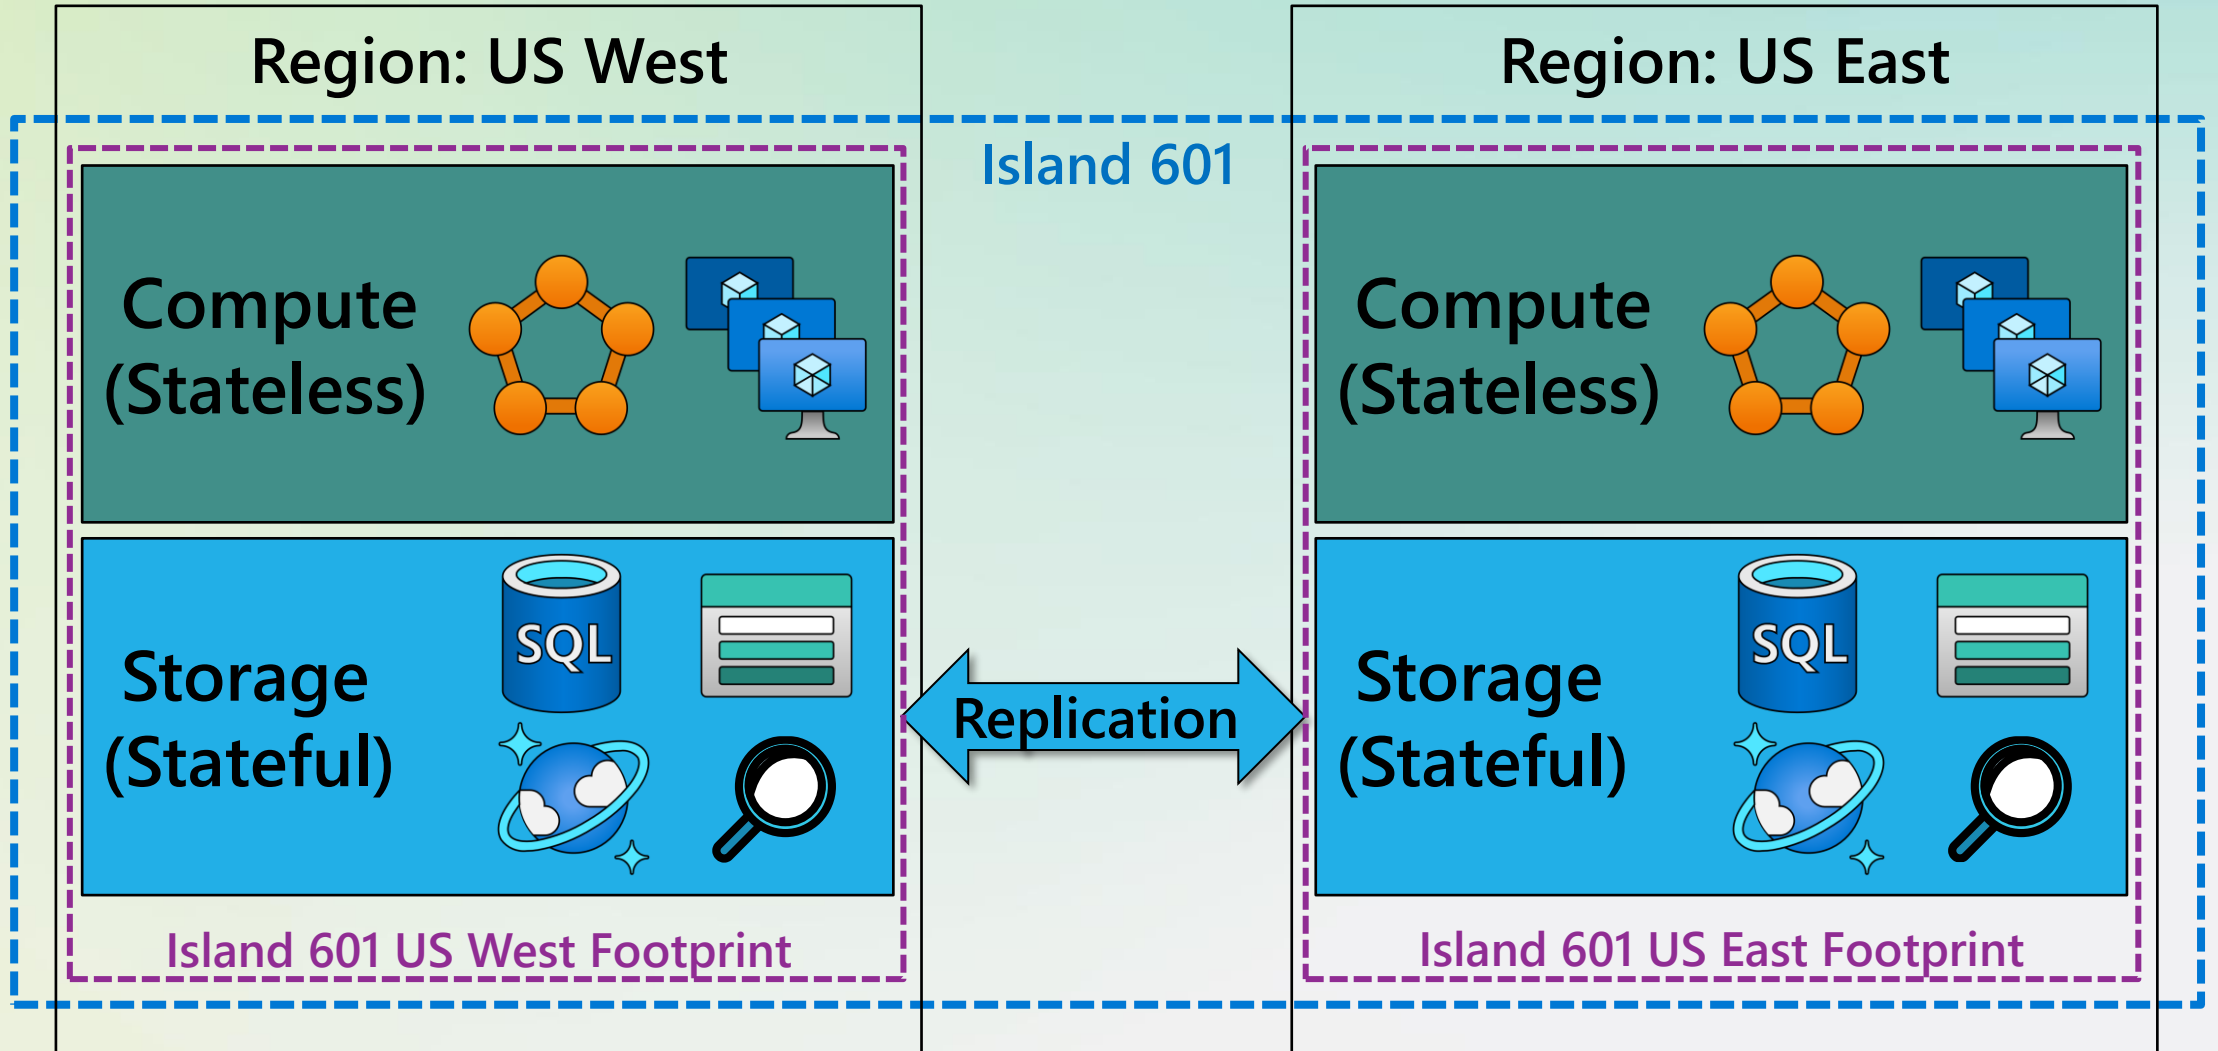 Region: US West
Region: US East
Island 601
Compute
(Stateless)
Compute
(Stateless)
SQL
Storage
(Stateful)
Replication
SQL
Storage
(Stateful)
Island 601 US West Footprint
Island 601 US East Footprint